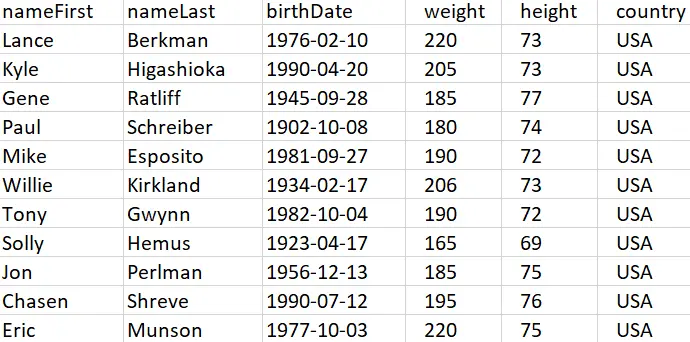 nameFirst nameLast birthDate weight height country
Lance Berkman 1976-02-10 220 73 USA
Kyle Higashioka 1990-04-20 205 73 USA
Gene Ratliff 1945-09-28 185 77 USA
Paul Schreiber 1902-10-08 180 74 USA
Mike Esposito 1981-09-27 190 72 USA
Willie Kirkland 1934-02-17 206 73 USA
Tony Gwynn 1982-10-04 190 72 USA
Solly Hemus 1923-04-17 165 69 USA
Jon Perlman 1956-12-13 185 75 USA
Chasen Shreve 1990-07-12 195 76 USA
Eric Munson 1977-10-03 220 75 USA